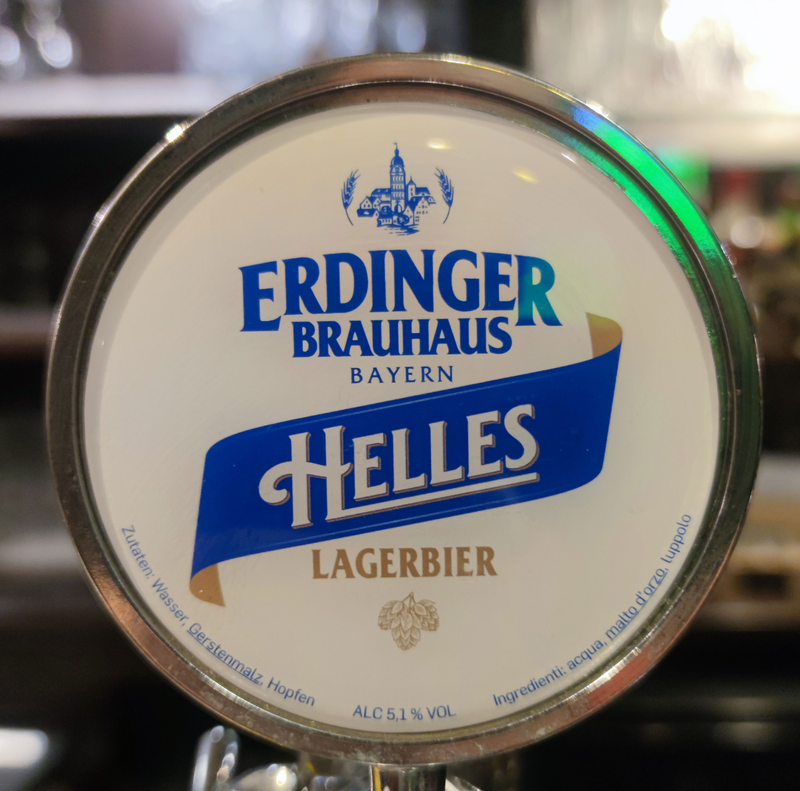 ERDINGER
BRAUHAUS
BAYERN
HELLES
LAGERBIER
Zutaten: Wasser, Gerstenmalz, Hopfen
ALC 5,1 % VOL.
Ingredienti: acqua, malto d'orzo, luppolo